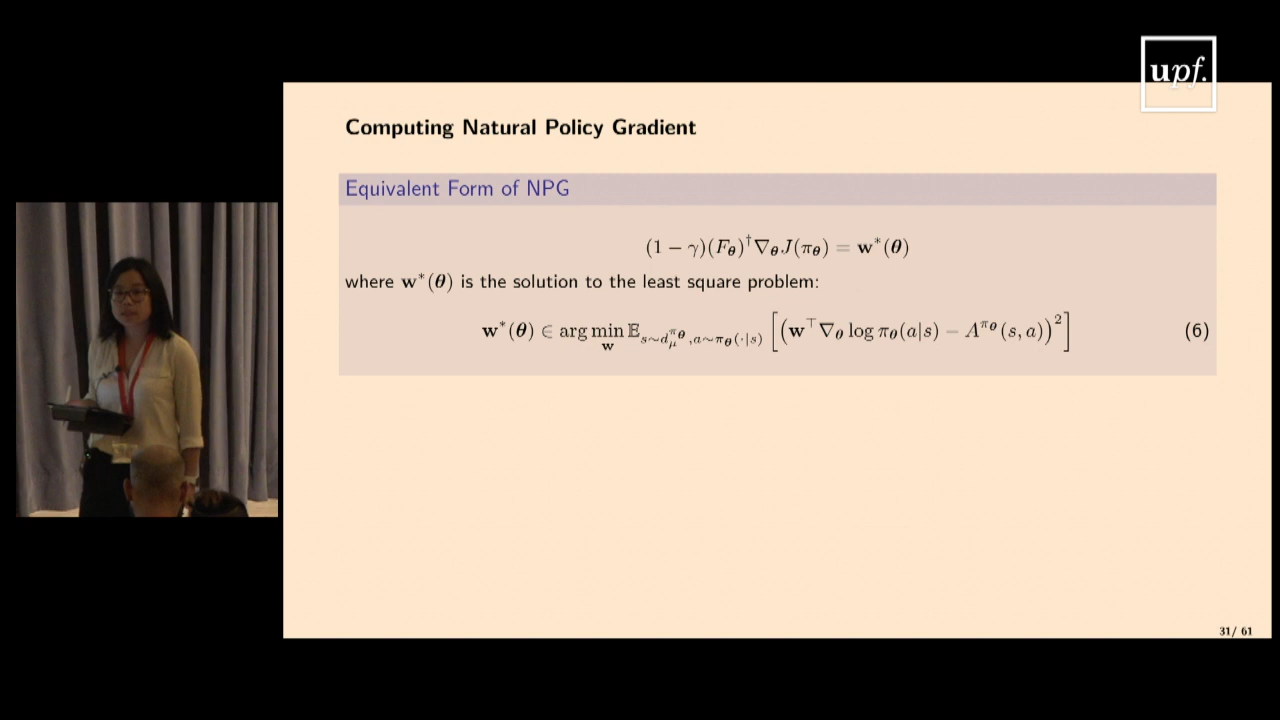 upf.
Computing Natural Policy Gradient
Equivalent Form of NPG
(1 − γ)(F_θ)^† ∇_θ J(π_θ) = w*(θ)
where w*(θ) is the solution to the least square problem:
w*(θ) ∈ arg min_w 𝔼_{s∼d_μ^{π_θ}, a∼π_θ(·|s)} [(w^⊤ ∇_θ log π_θ(a|s) − A^{π_θ}(s, a))^2] (6)
31/ 61